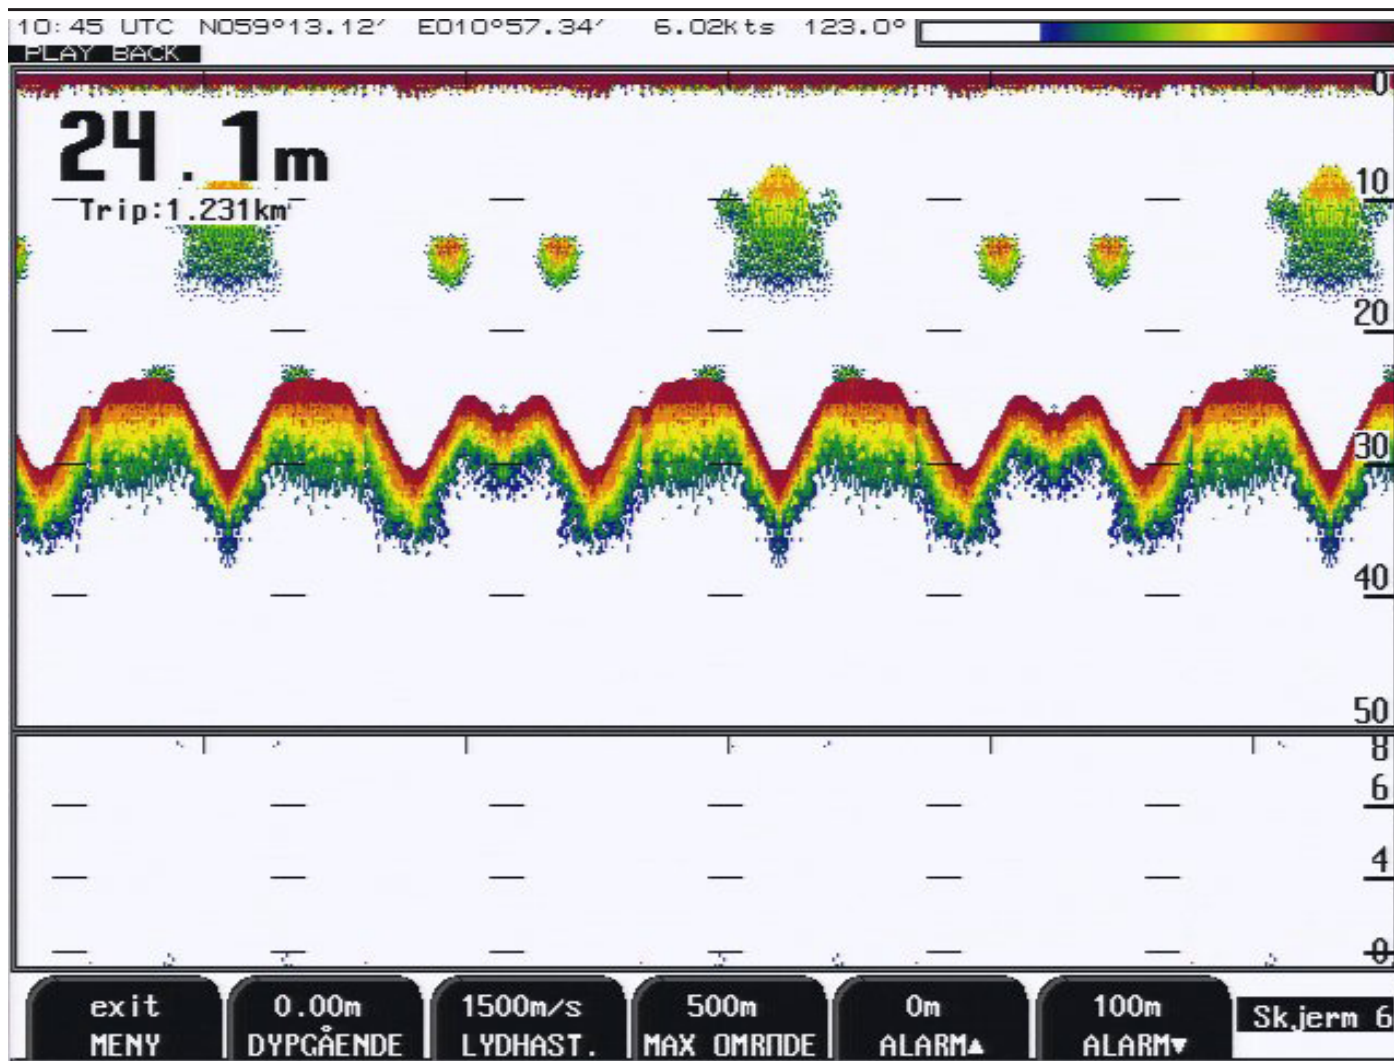 10:45 UTC N059°13.12' E010°57.34' 6.02kts 123.0°
PLAY BACK
0
24.1m
Trip:1.231km
10
20
30
40
50
8
6
4
0
exit
MENY
0.00m
DYPGÅENDE
1500m/s
LYDHAST.
500m
MAX OMRПDE
0m
ALARM▲
100m
ALARM▼
Skjerm 6